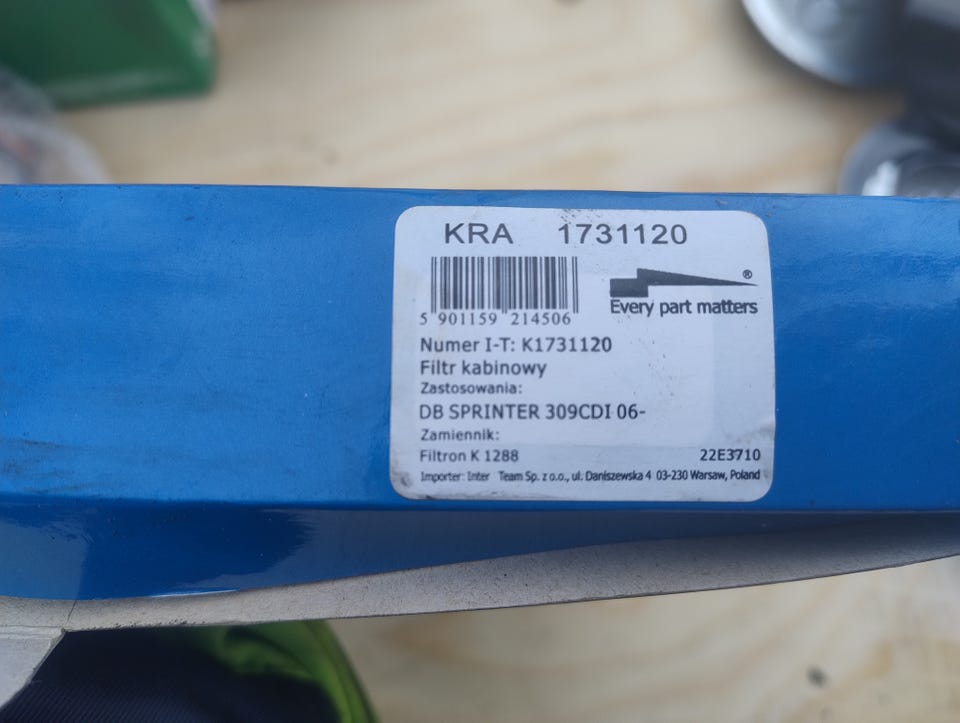 KRA 1731120
®
Every part matters
5 901159 214506
Numer I-T: K1731120
Filtr kabinowy
Zastosowania:
DB SPRINTER 309CDI 06-
Zamiennik:
Filtron K 1288 22E3710
Importer: Inter Team Sp. z o.o., ul. Daniszewska 4 03-230 Warsaw, Poland